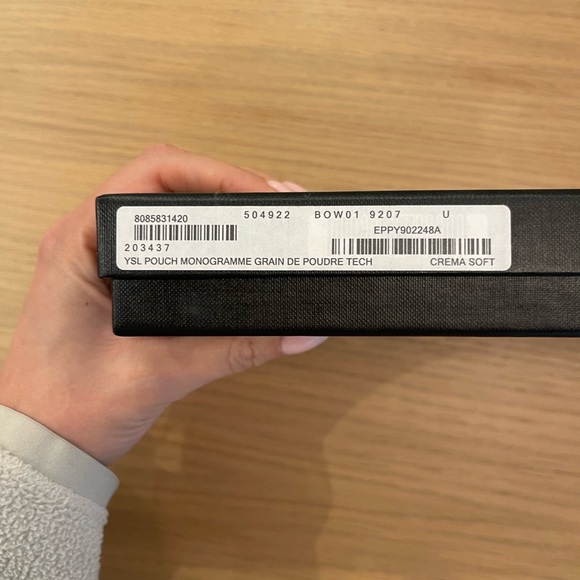 8085831420 504922 BOW01 9207 U
EPPY902248A
203437
YSL POUCH MONOGRAMME GRAIN DE POUDRE TECH CREMA SOFT